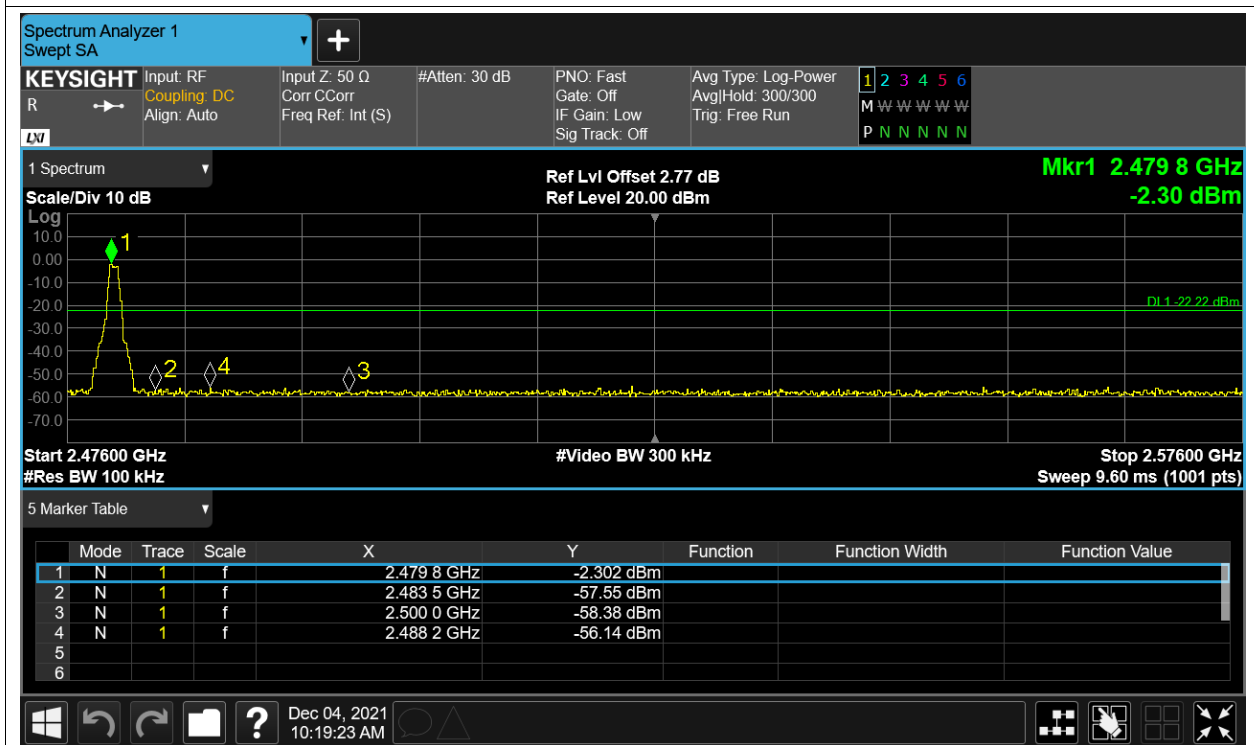 Spectrum Analyzer 1
Swept SA
+
KEYSIGHT Input: RF Input Z: 50 Ω #Atten: 30 dB PNO: Fast Avg Type: Log-Power 1 2 3 4 5 6
R Coupling: DC Corr CCorr Gate: Off Avg|Hold: 300/300 M W W W W W W
Align: Auto Freq Ref: Int (S) IF Gain: Low Trig: Free Run
LXI Sig Track: Off P N N N N N N
1 Spectrum Ref Lvl Offset 2.77 dB Mkr1 2.479 8 GHz
Scale/Div 10 dB Ref Level 20.00 dBm -2.30 dBm
Log
10.0 1
0.00
-10.0
-20.0 DL1 -22.22 dBm
-30.0
-40.0
-50.0 2 4 3
-60.0
-70.0
Start 2.47600 GHz #Video BW 300 kHz Stop 2.57600 GHz
#Res BW 100 kHz Sweep 9.60 ms (1001 pts)
5 Marker Table
Mode Trace Scale X Y Function Function Width Function Value
1 N 1 f 2.479 8 GHz -2.302 dBm
2 N 1 f 2.483 5 GHz -57.55 dBm
3 N 1 f 2.500 0 GHz -58.38 dBm
4 N 1 f 2.488 2 GHz -56.14 dBm
5
6
? Dec 04, 2021
10:19:23 AM